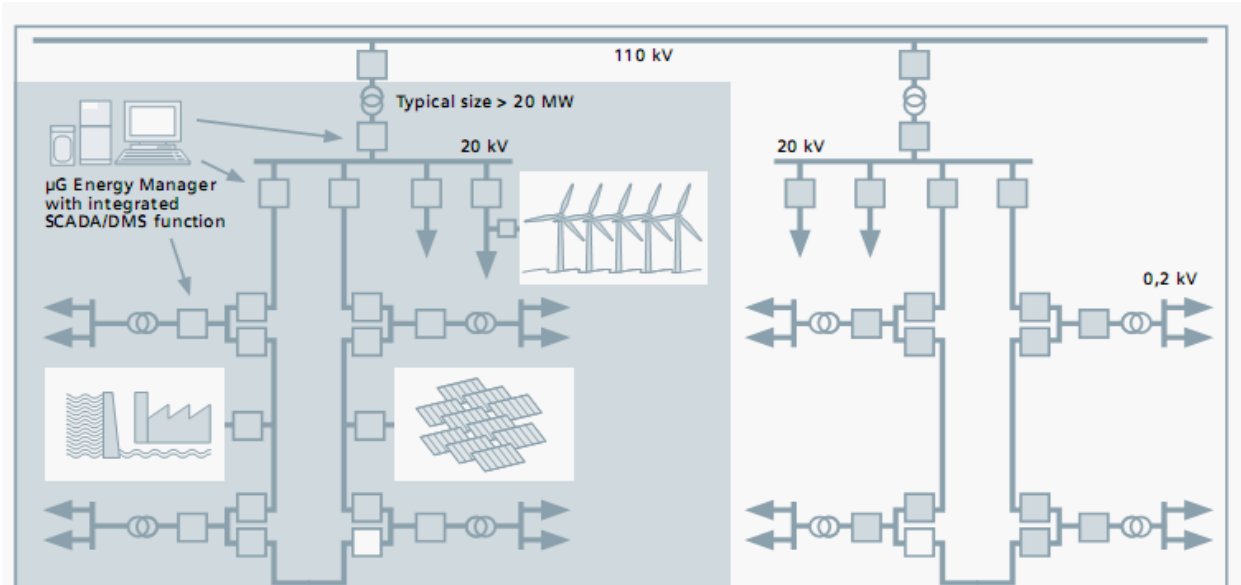 110 kV
Typical size > 20 MW
20 kV
20 kV
µG Energy Manager
with integrated
SCADA/DMS function
0,2 kV